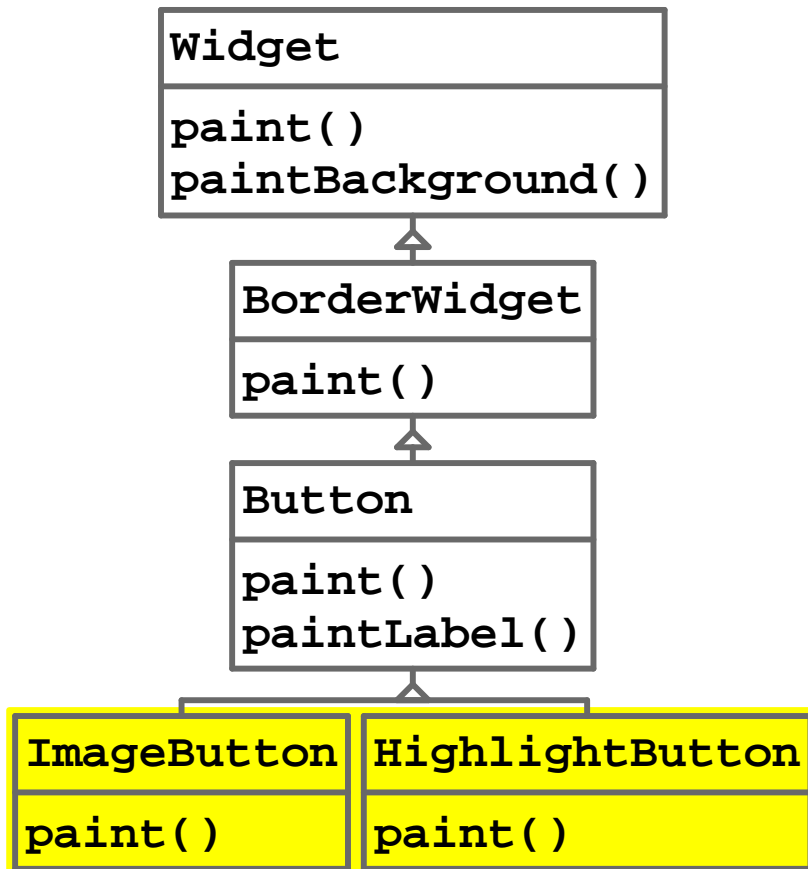 Widget
paint()
paintBackground()
BorderWidget
paint()
Button
paint()
paintLabel()
ImageButton
paint()
HighlightButton
paint()